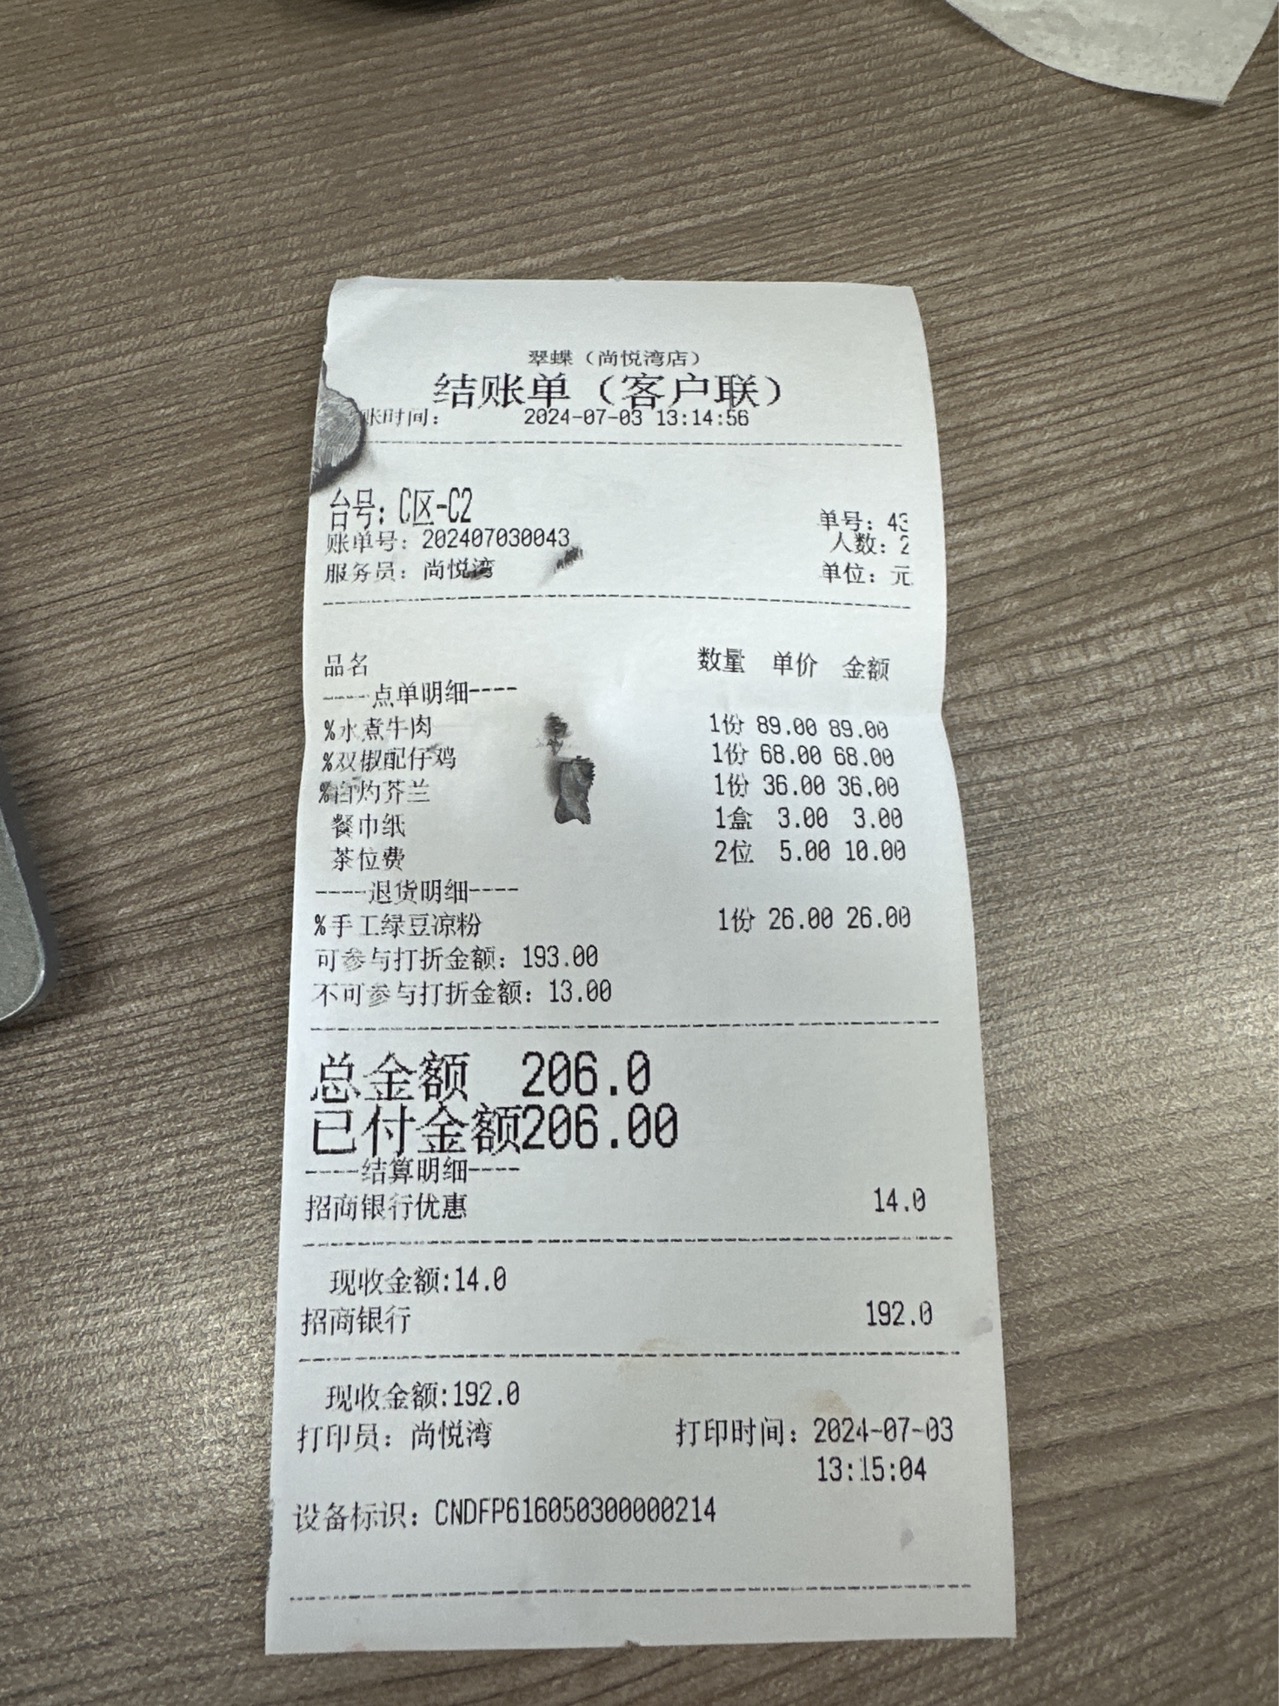 翠蝶（尚悦湾店）
结账单（客户联）
账时间： 2024-07-03 13:14:56
台号：C区-C2
单号：43
账单号：202407030043
人数：2
服务员：尚悦湾
单位：元
品名 数量 单价 金额
----点单明细----
%水煮牛肉 1份 89.00 89.00
%双椒配仔鸡 1份 68.00 68.00
%白灼芥兰 1份 36.00 36.00
餐巾纸 1盒 3.00 3.00
茶位费 2位 5.00 10.00
----退货明细----
%手工绿豆凉粉 1份 26.00 26.00
可参与打折金额：193.00
不可参与打折金额：13.00
总金额 206.0
已付金额206.00
----结算明细----
招商银行优惠 14.0
现收金额:14.0
招商银行 192.0
现收金额:192.0
打印员：尚悦湾 打印时间：2024-07-03
13:15:04
设备标识：CNDFP616050300000214